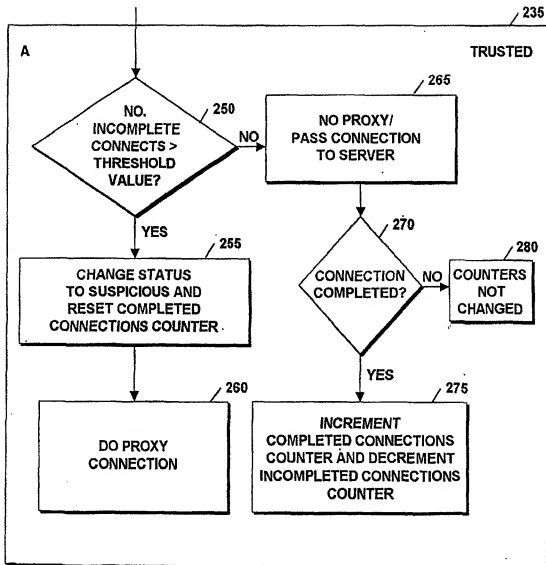 235
A
TRUSTED
250
NO.
INCOMPLETE
CONNECTS >
THRESHOLD
VALUE?
NO
265
NO PROXY/
PASS CONNECTION
TO SERVER
YES
255
CHANGE STATUS
TO SUSPICIOUS AND
RESET COMPLETED
CONNECTIONS COUNTER
270
CONNECTION
COMPLETED?
NO
280
COUNTERS
NOT
CHANGED
YES
260
DO PROXY
CONNECTION
275
INCREMENT
COMPLETED CONNECTIONS
COUNTER AND DECREMENT
INCOMPLETED CONNECTIONS
COUNTER